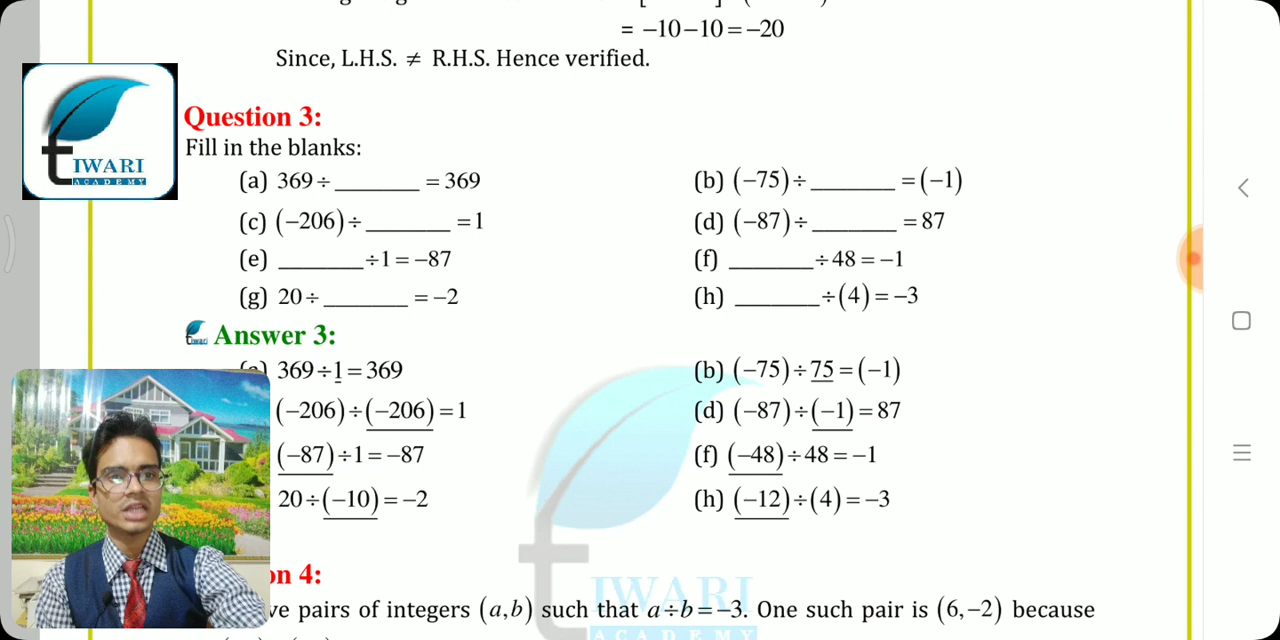 = −10−10 = −20
Since, L.H.S. ≠ R.H.S. Hence verified.
tIWARI
ACADEMY
Question 3:
Fill in the blanks:
(a) 369 ÷ ________ = 369 (b) (−75) ÷ ________ = (−1)
(c) (−206) ÷ ________ = 1 (d) (−87) ÷ ________ = 87
(e) ________ ÷ 1 = −87 (f) ________ ÷ 48 = −1
(g) 20 ÷ ________ = −2 (h) ________ ÷ (4) = −3
Answer 3:
369 ÷ 1 = 369 (b) (−75) ÷ 75 = (−1)
(−206) ÷ (−206) = 1 (d) (−87) ÷ (−1) = 87
(−87) ÷ 1 = −87 (f) (−48) ÷ 48 = −1
20 ÷ (−10) = −2 (h) (−12) ÷ (4) = −3
on 4:
ve pairs of integers (a,b) such that a ÷ b = −3. One such pair is (6,−2) because
tIWARI
ACADEMY